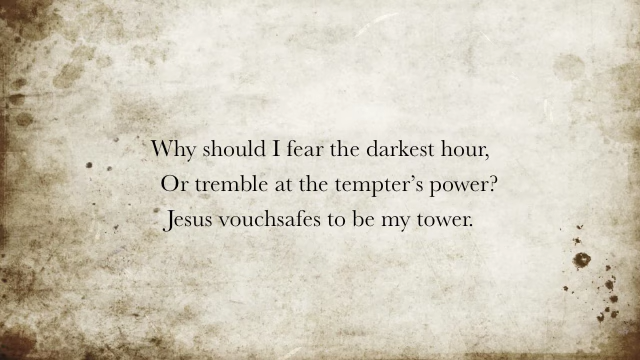 Why should I fear the darkest hour,
Or tremble at the tempter’s power?
Jesus vouchsafes to be my tower.